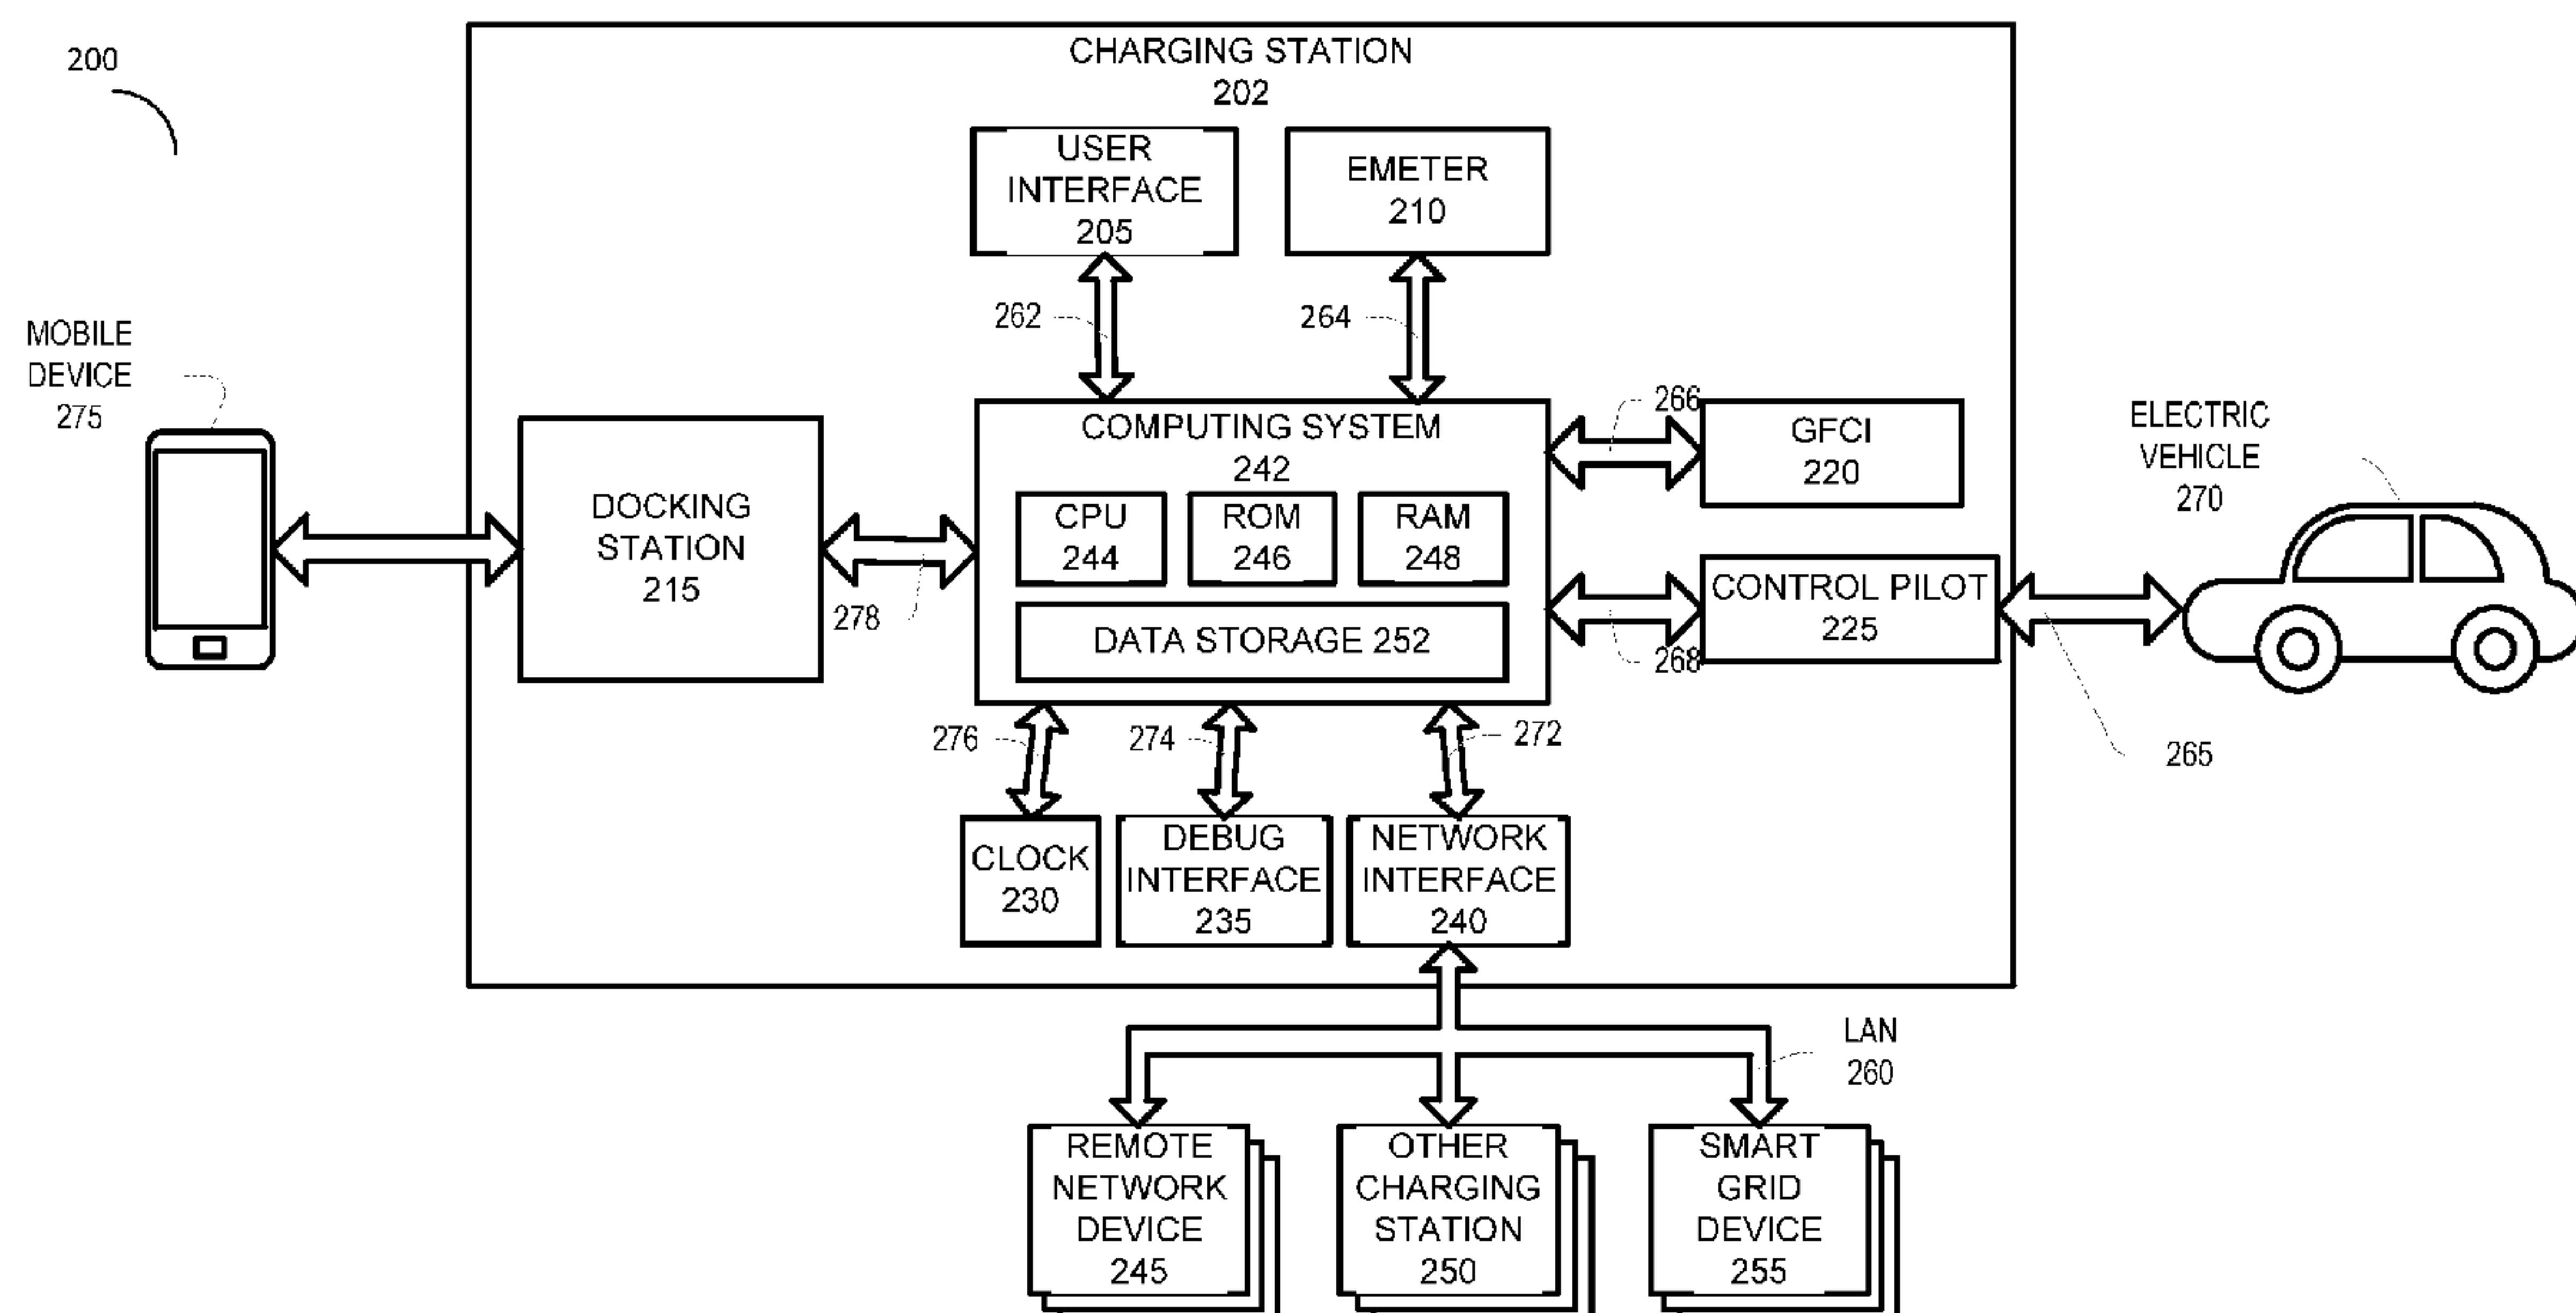 200
CHARGING STATION
202
USER
INTERFACE
205
EMETER
210
262
264
MOBILE
DEVICE
275
DOCKING
STATION
215
278
COMPUTING SYSTEM
242
CPU
244
ROM
246
RAM
248
DATA STORAGE 252
266
GFCI
220
268
CONTROL PILOT
225
ELECTRIC
VEHICLE
270
265
276
274
272
CLOCK
230
DEBUG
INTERFACE
235
NETWORK
INTERFACE
240
LAN
260
REMOTE
NETWORK
DEVICE
245
OTHER
CHARGING
STATION
250
SMART
GRID
DEVICE
255